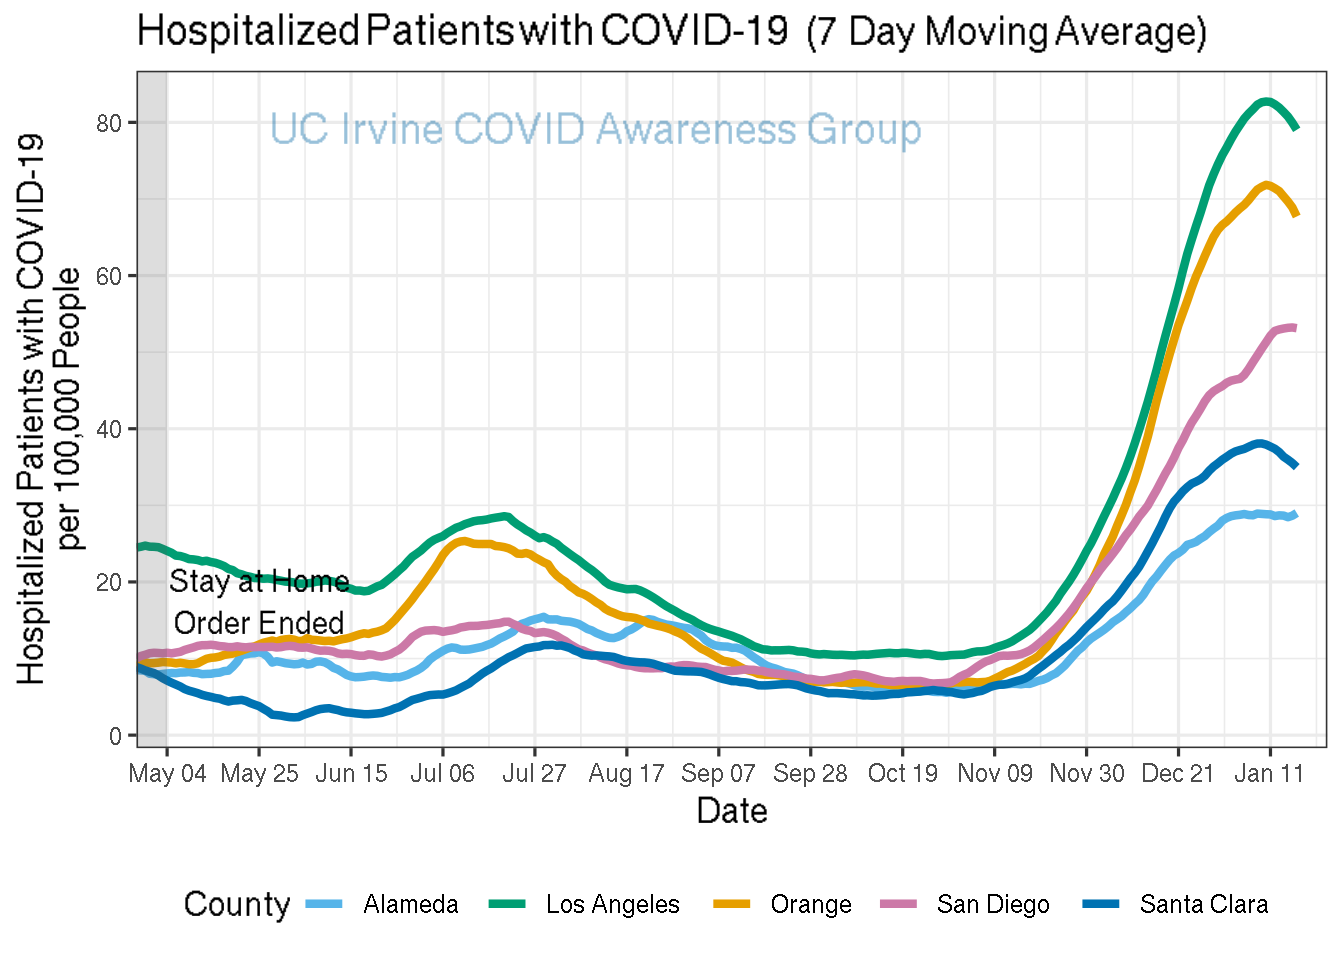 Hospitalized Patients with COVID-19 (7 Day Moving Average)
Hospitalized Patients with COVID-19
per 100,000 People
UC Irvine COVID Awareness Group
80
60
40
20
0
Stay at Home
Order Ended
May 04 May 25 Jun 15 Jul 06 Jul 27 Aug 17 Sep 07 Sep 28 Oct 19 Nov 09 Nov 30 Dec 21 Jan 11
Date
County Alameda Los Angeles Orange San Diego Santa Clara